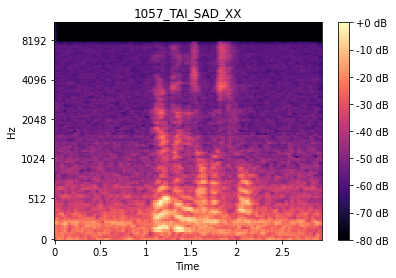 1057_TAI_SAD_XX
+0 dB
8192
-10 dB
4096
-20 dB
-30 dB
2048
-40 dB
Hz
1024
-50 dB
512
-60 dB
-70 dB
0
-80 dB
0 0.5 1 1.5 2 2.5
Time